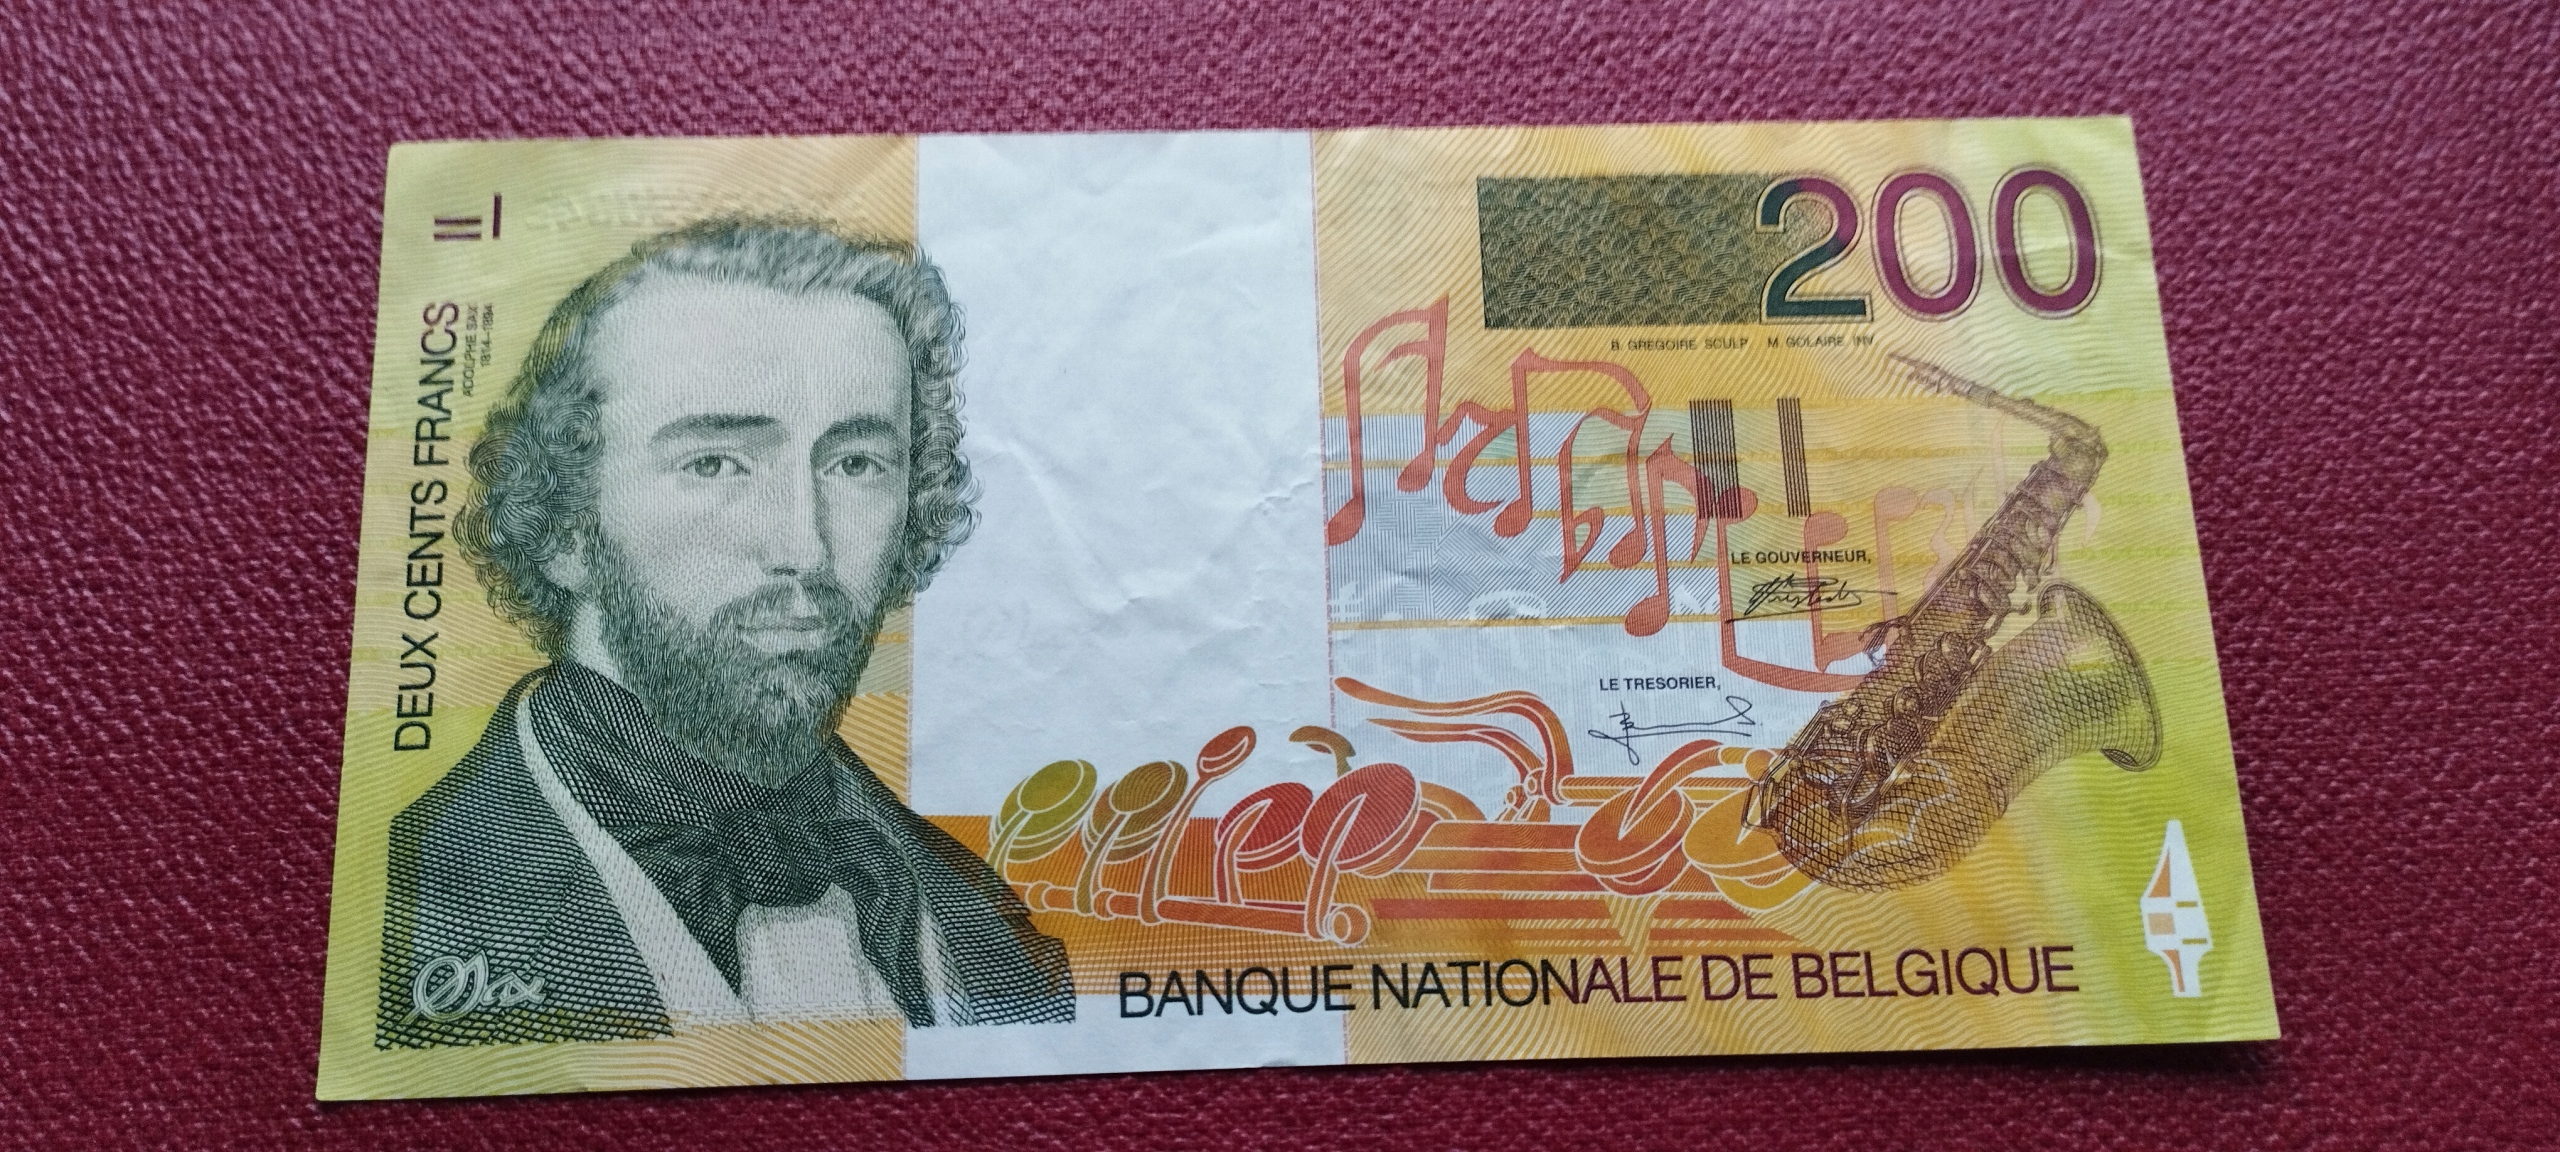 DEUX CENTS FRANCS
ADOLPHE SAX
1814–1894
200
B. GREGOIRE SCULP M. GOLAIRE INV
LE GOUVERNEUR,
LE TRESORIER,
Sax
BANQUE NATIONALE DE BELGIQUE